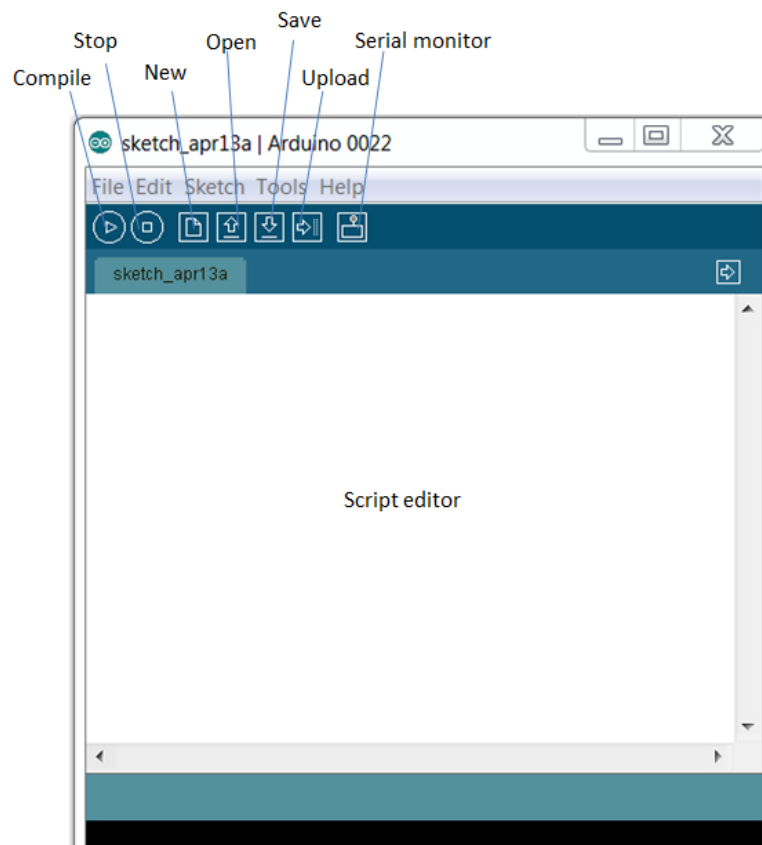 Save
Stop Open Serial monitor
Compile New Upload
sketch_apr13a | Arduino 0022
File Edit Sketch Tools Help
sketch_apr13a
Script editor